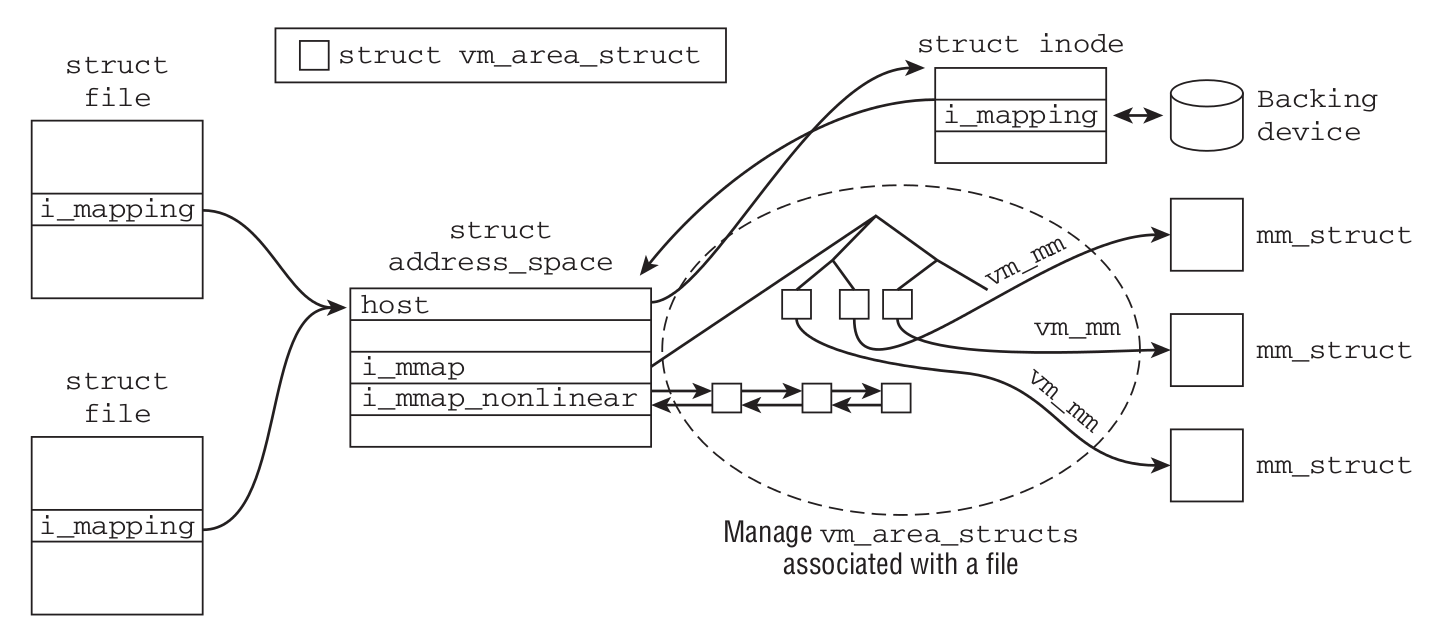 struct vm_area_struct
struct
file
i_mapping
struct
file
i_mapping
struct
address_space
host
i_mmap
i_mmap_nonlinear
struct inode
i_mapping
Backing
device
vm_mm
vm_mm
vm_mm
mm_struct
mm_struct
mm_struct
Manage vm_area_structs
associated with a file